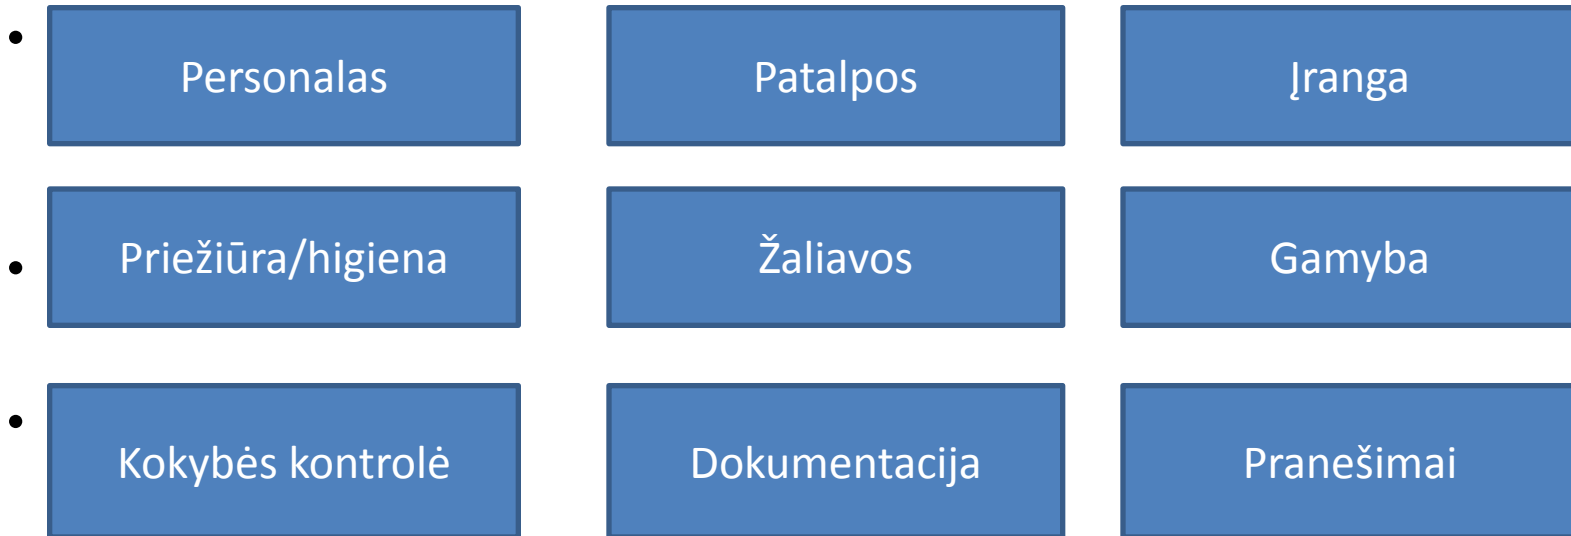 Personalas
Patalpos
Įranga
Priežiūra/higiena
Žaliavos
Gamyba
Kokybės kontrolė
Dokumentacija
Pranešimai